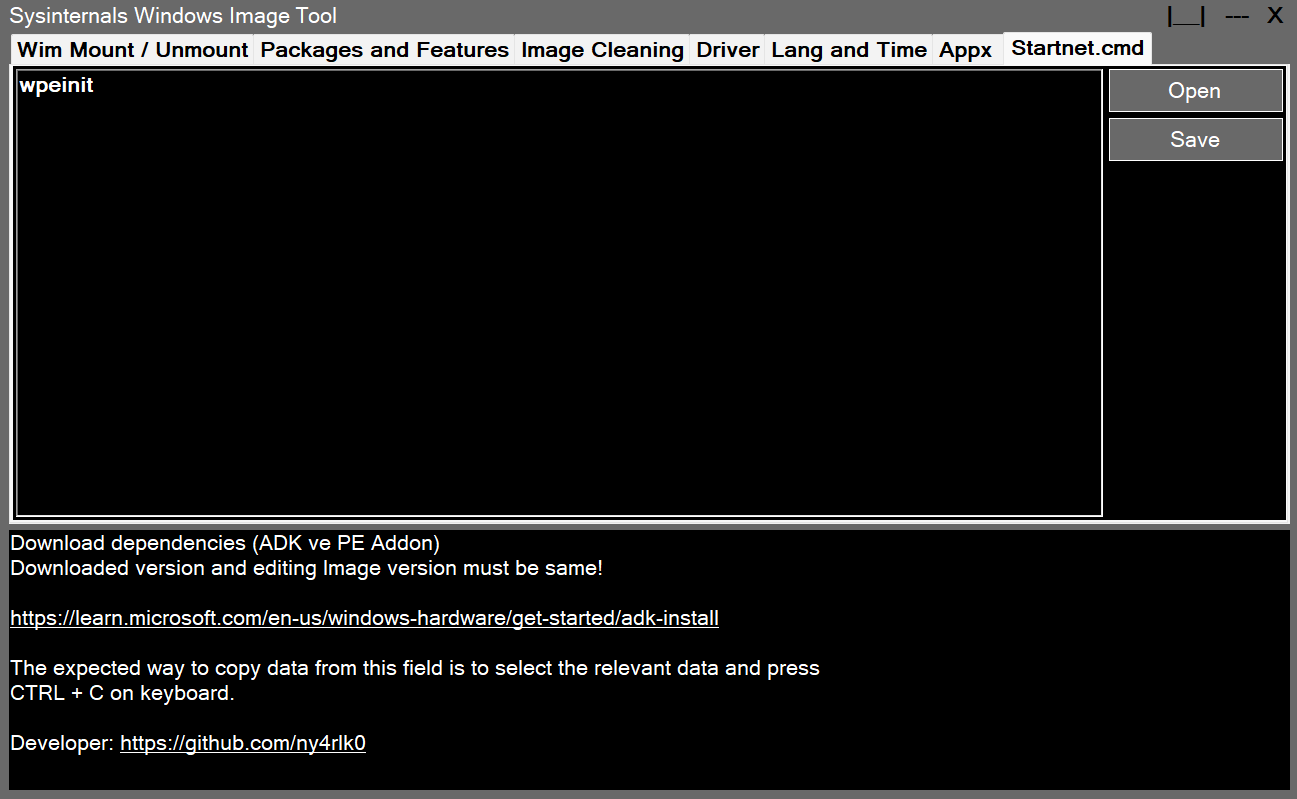 Sysinternals Windows Image Tool
|__| --- X
Wim Mount / Unmount Packages and Features Image Cleaning Driver Lang and Time Appx Startnet.cmd
wpeinit
Open
Save
Download dependencies (ADK ve PE Addon)
Downloaded version and editing Image version must be same!
https://learn.microsoft.com/en-us/windows-hardware/get-started/adk-install
The expected way to copy data from this field is to select the relevant data and press
CTRL + C on keyboard.
Developer: https://github.com/ny4rlk0